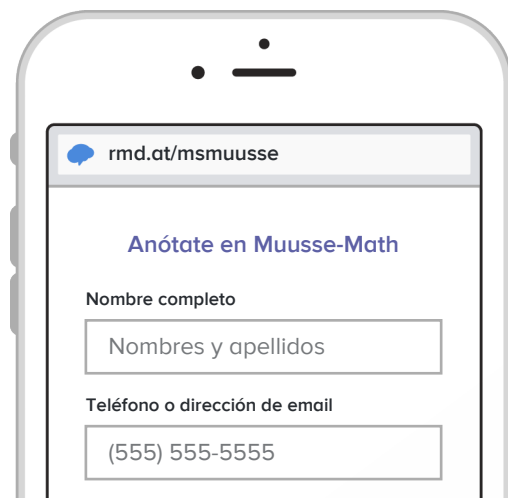 rmd.at/msmuusse
Anótate en Muusse-Math
Nombre completo
Nombres y apellidos
Teléfono o dirección de email
(555) 555-5555